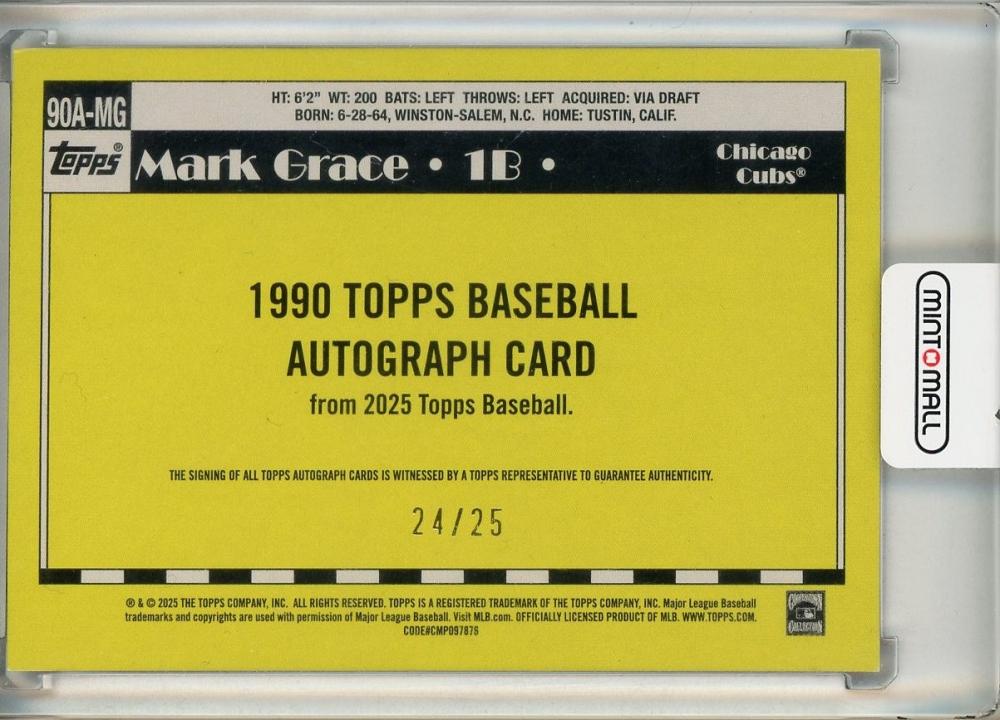 90A-MG
HT: 6'2" WT: 200 BATS: LEFT THROWS: LEFT ACQUIRED: VIA DRAFT
BORN: 6-28-64, WINSTON-SALEM, N.C. HOME: TUSTIN, CALIF.
topps®
Mark Grace • 1B •
Chicago
Cubs®
1990 TOPPS BASEBALL
AUTOGRAPH CARD
from 2025 Topps Baseball.
THE SIGNING OF ALL TOPPS AUTOGRAPH CARDS IS WITNESSED BY A TOPPS REPRESENTATIVE TO GUARANTEE AUTHENTICITY.
24/25
® & © 2025 THE TOPPS COMPANY, INC. ALL RIGHTS RESERVED. TOPPS IS A REGISTERED TRADEMARK OF THE TOPPS COMPANY, INC. Major League Baseball
trademarks and copyrights are used with permission of Major League Baseball. Visit MLB.com. OFFICIALLY LICENSED PRODUCT OF MLB. WWW.TOPPS.COM.
CODE#CMP097875
COOPERSTOWN
COLLECTION
MINT MALL